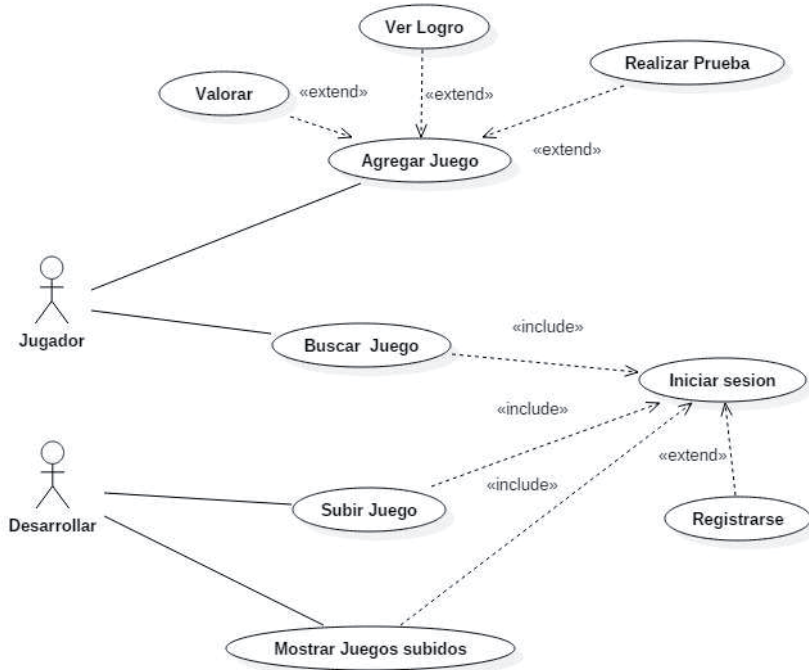 Ver Logro
Realizar Prueba
Valorar
«extend»
«extend»
Agregar Juego
«extend»
Jugador
Buscar Juego
«include»
Iniciar sesion
«include»
Desarrollar
«extend»
«include»
Subir Juego
Registrarse
Mostrar Juegos subidos